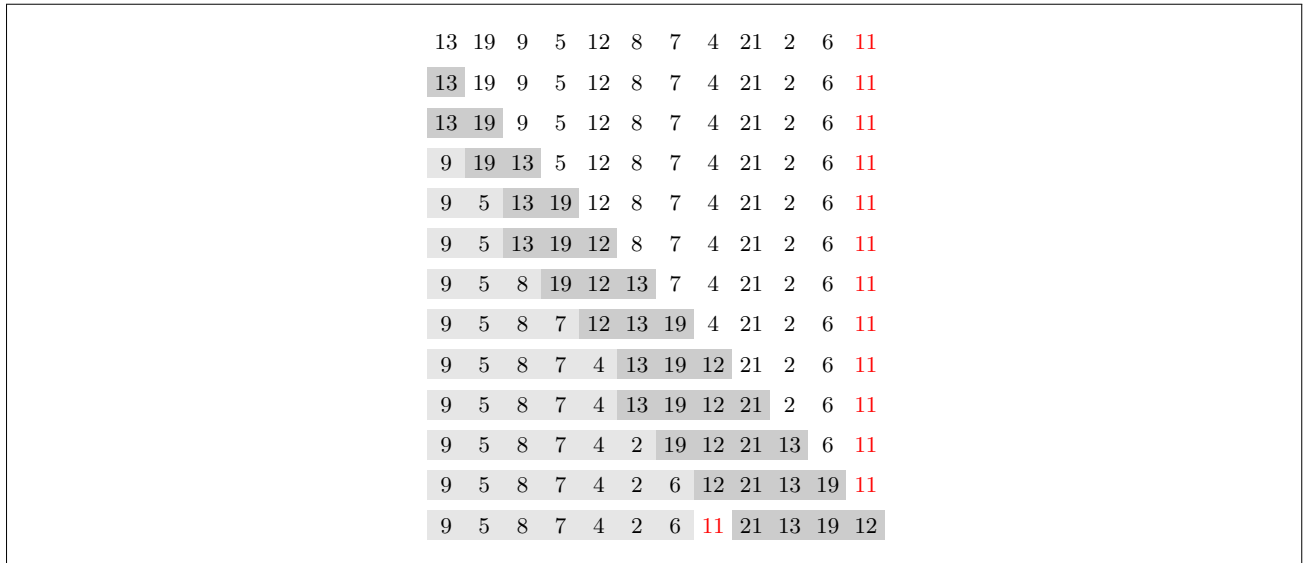 13 19 9 5 12 8 7 4 21 2 6 11
13 19 9 5 12 8 7 4 21 2 6 11
13 19 9 5 12 8 7 4 21 2 6 11
9 19 13 5 12 8 7 4 21 2 6 11
9 5 13 19 12 8 7 4 21 2 6 11
9 5 13 19 12 8 7 4 21 2 6 11
9 5 8 19 12 13 7 4 21 2 6 11
9 5 8 7 12 13 19 4 21 2 6 11
9 5 8 7 4 13 19 12 21 2 6 11
9 5 8 7 4 13 19 12 21 2 6 11
9 5 8 7 4 2 19 12 21 13 6 11
9 5 8 7 4 2 6 12 21 13 19 11
9 5 8 7 4 2 6 11 21 13 19 12